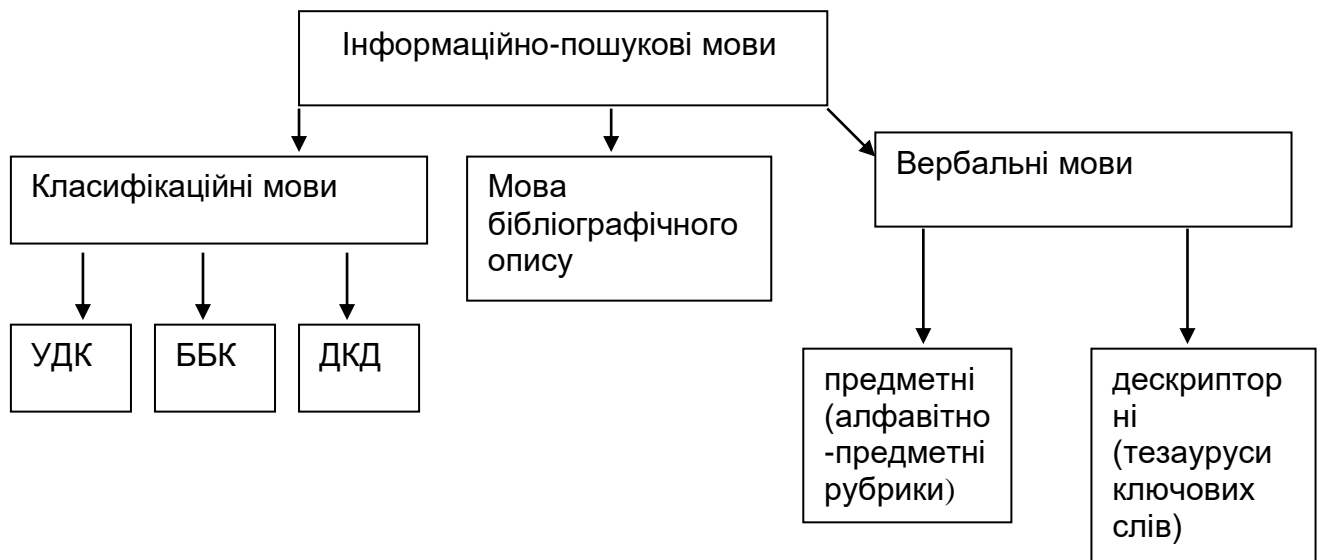 Інформаційно-пошукові мови
Класифікаційні мови
Мова
бібліографічного
опису
Вербальні мови
УДК
ББК
ДКД
предметні
(алфавітно
-предметні
рубрики)
дескриптор
ні
(тезауруси
ключових
слів)